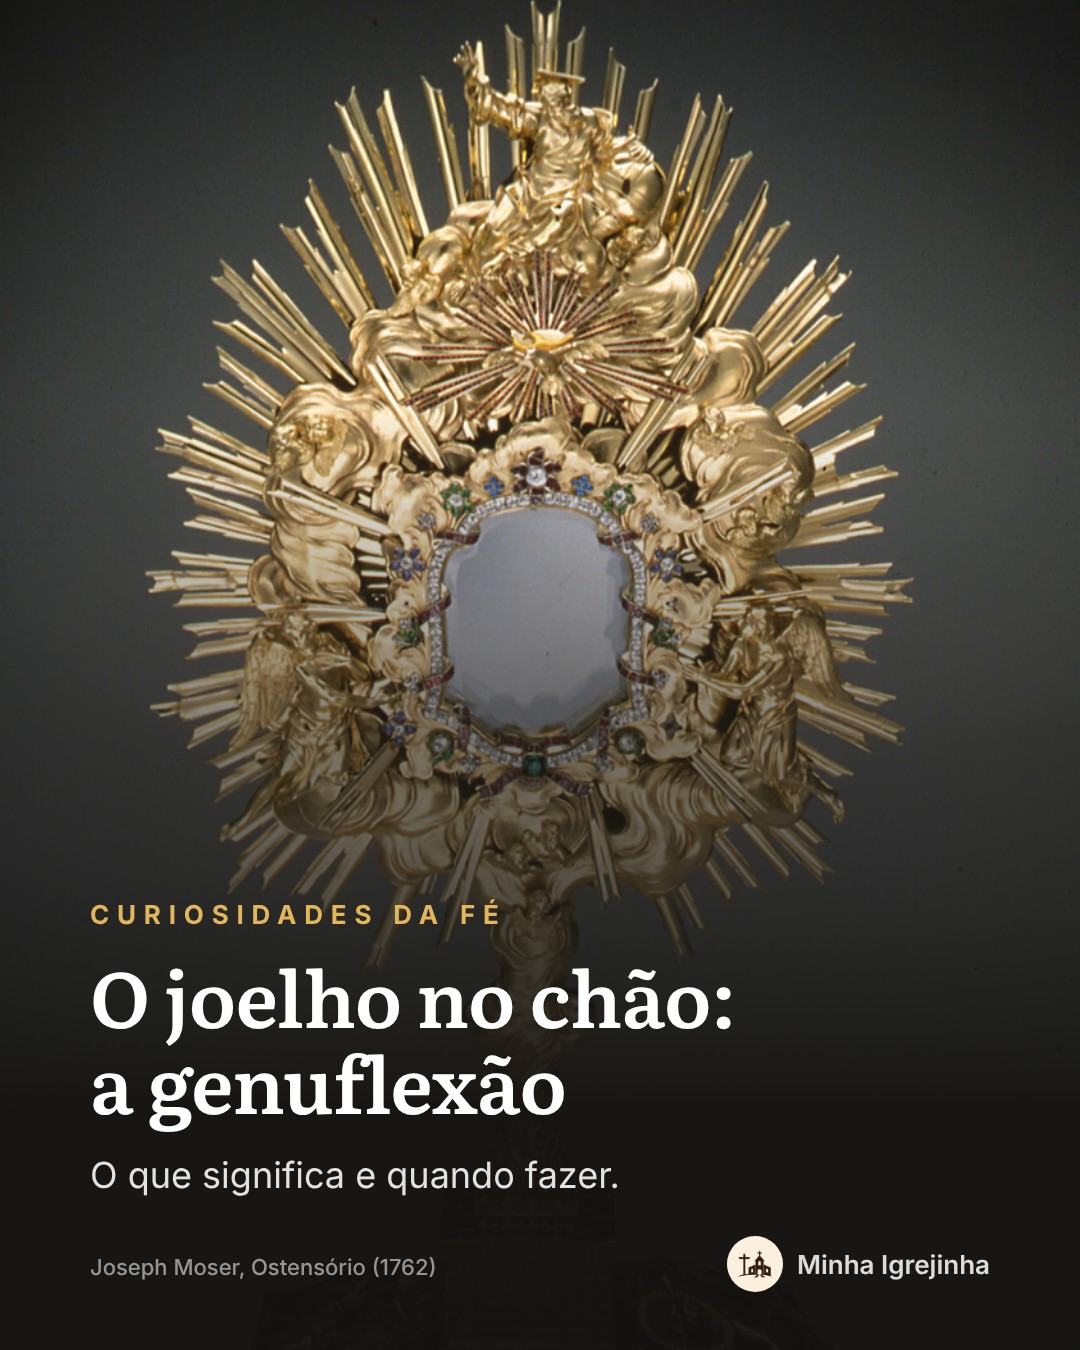 CURIOSIDADES DA FÉ
O joelho no chão:
a genuflexão
O que significa e quando fazer.
Joseph Moser, Ostensório (1762)
Minha Igrejinha